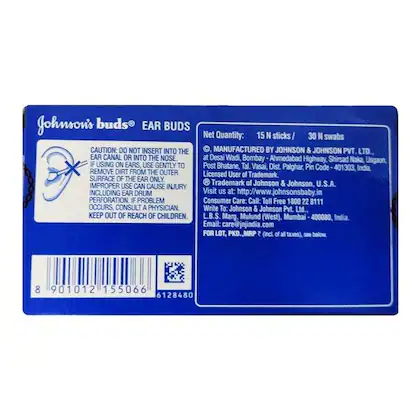 Johnson's buds® EAR BUDS
CAUTION: DO NOT INSERT INTO THE
EAR CANAL OR INTO THE NOSE.
IF USING ON EARS, USE GENTLY TO
REMOVE DIRT FROM THE OUTER
SURFACE OF THE EAR ONLY.
IMPROPER USE CAN CAUSE INJURY
INCLUDING EAR DRUM
PERFORATION. IF PROBLEM
OCCURS, CONSULT A PHYSICIAN.
KEEP OUT OF REACH OF CHILDREN.
8 901012 155066
6128480
Net Quantity: 15 N sticks / 30 N swabs
©, MANUFACTURED BY JOHNSON & JOHNSON PVT. LTD.,
at Desai Wadi, Bombay - Ahmedabad Highway, Shirsad Naka, Usgaon,
Post Bhatane, Tal. Vasai, Dist. Palghar, Pin Code - 401303, India.
Licensed User of Trademark.
® Trademark of Johnson & Johnson, U.S.A.
Visit us at: http://www.johnsonsbaby.in
Consumer Care: Call Toll Free 1800 22 8111
Write To: Johnson & Johnson Pvt. Ltd.,
L.B.S. Marg, Mulund (West), Mumbai - 400080, India.
Email: care@jnjindia.com
FOR LOT, PKD., MRP ₹ (incl. of all taxes), see below.